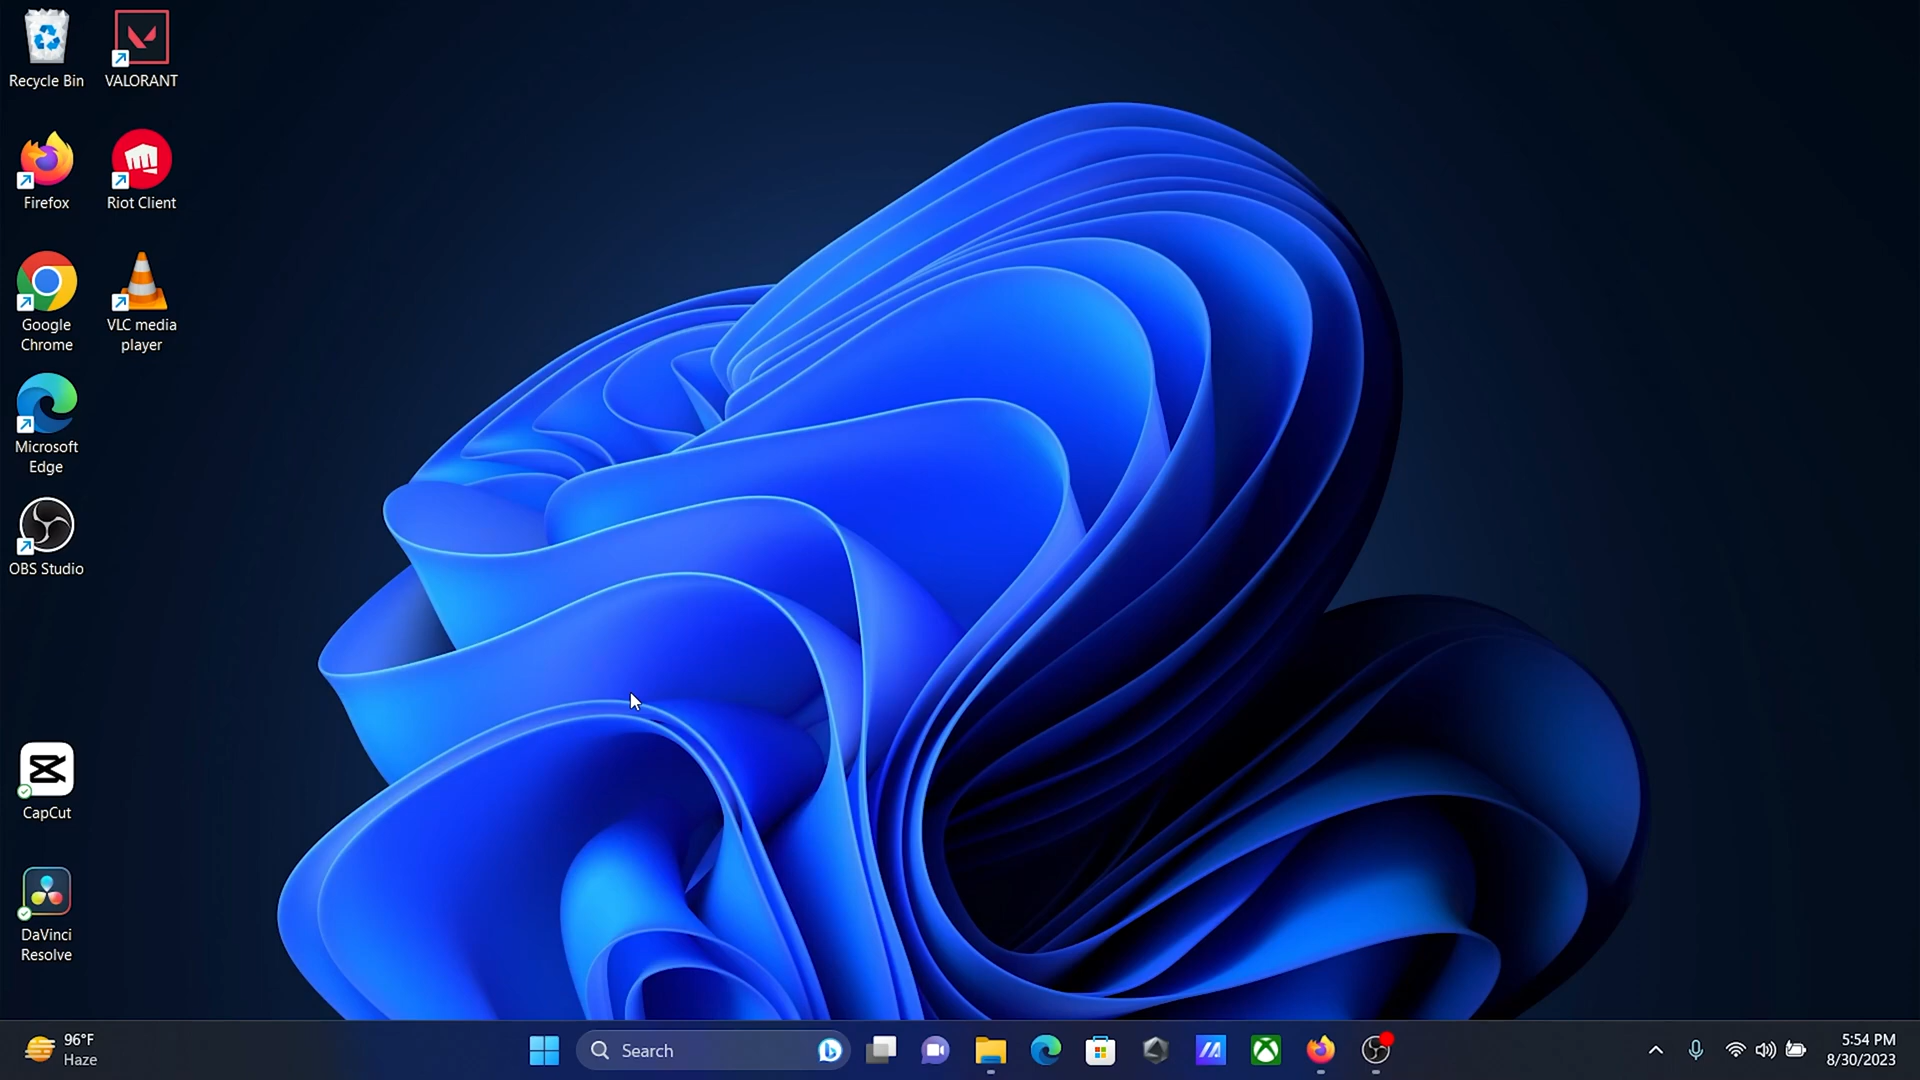 Recycle Bin
VALORANT
Firefox
Riot Client
Google
Chrome
VLC media
player
Microsoft
Edge
OBS Studio
CapCut
DaVinci
Resolve
96°F
Haze
Search
5:54 PM
8/30/2023